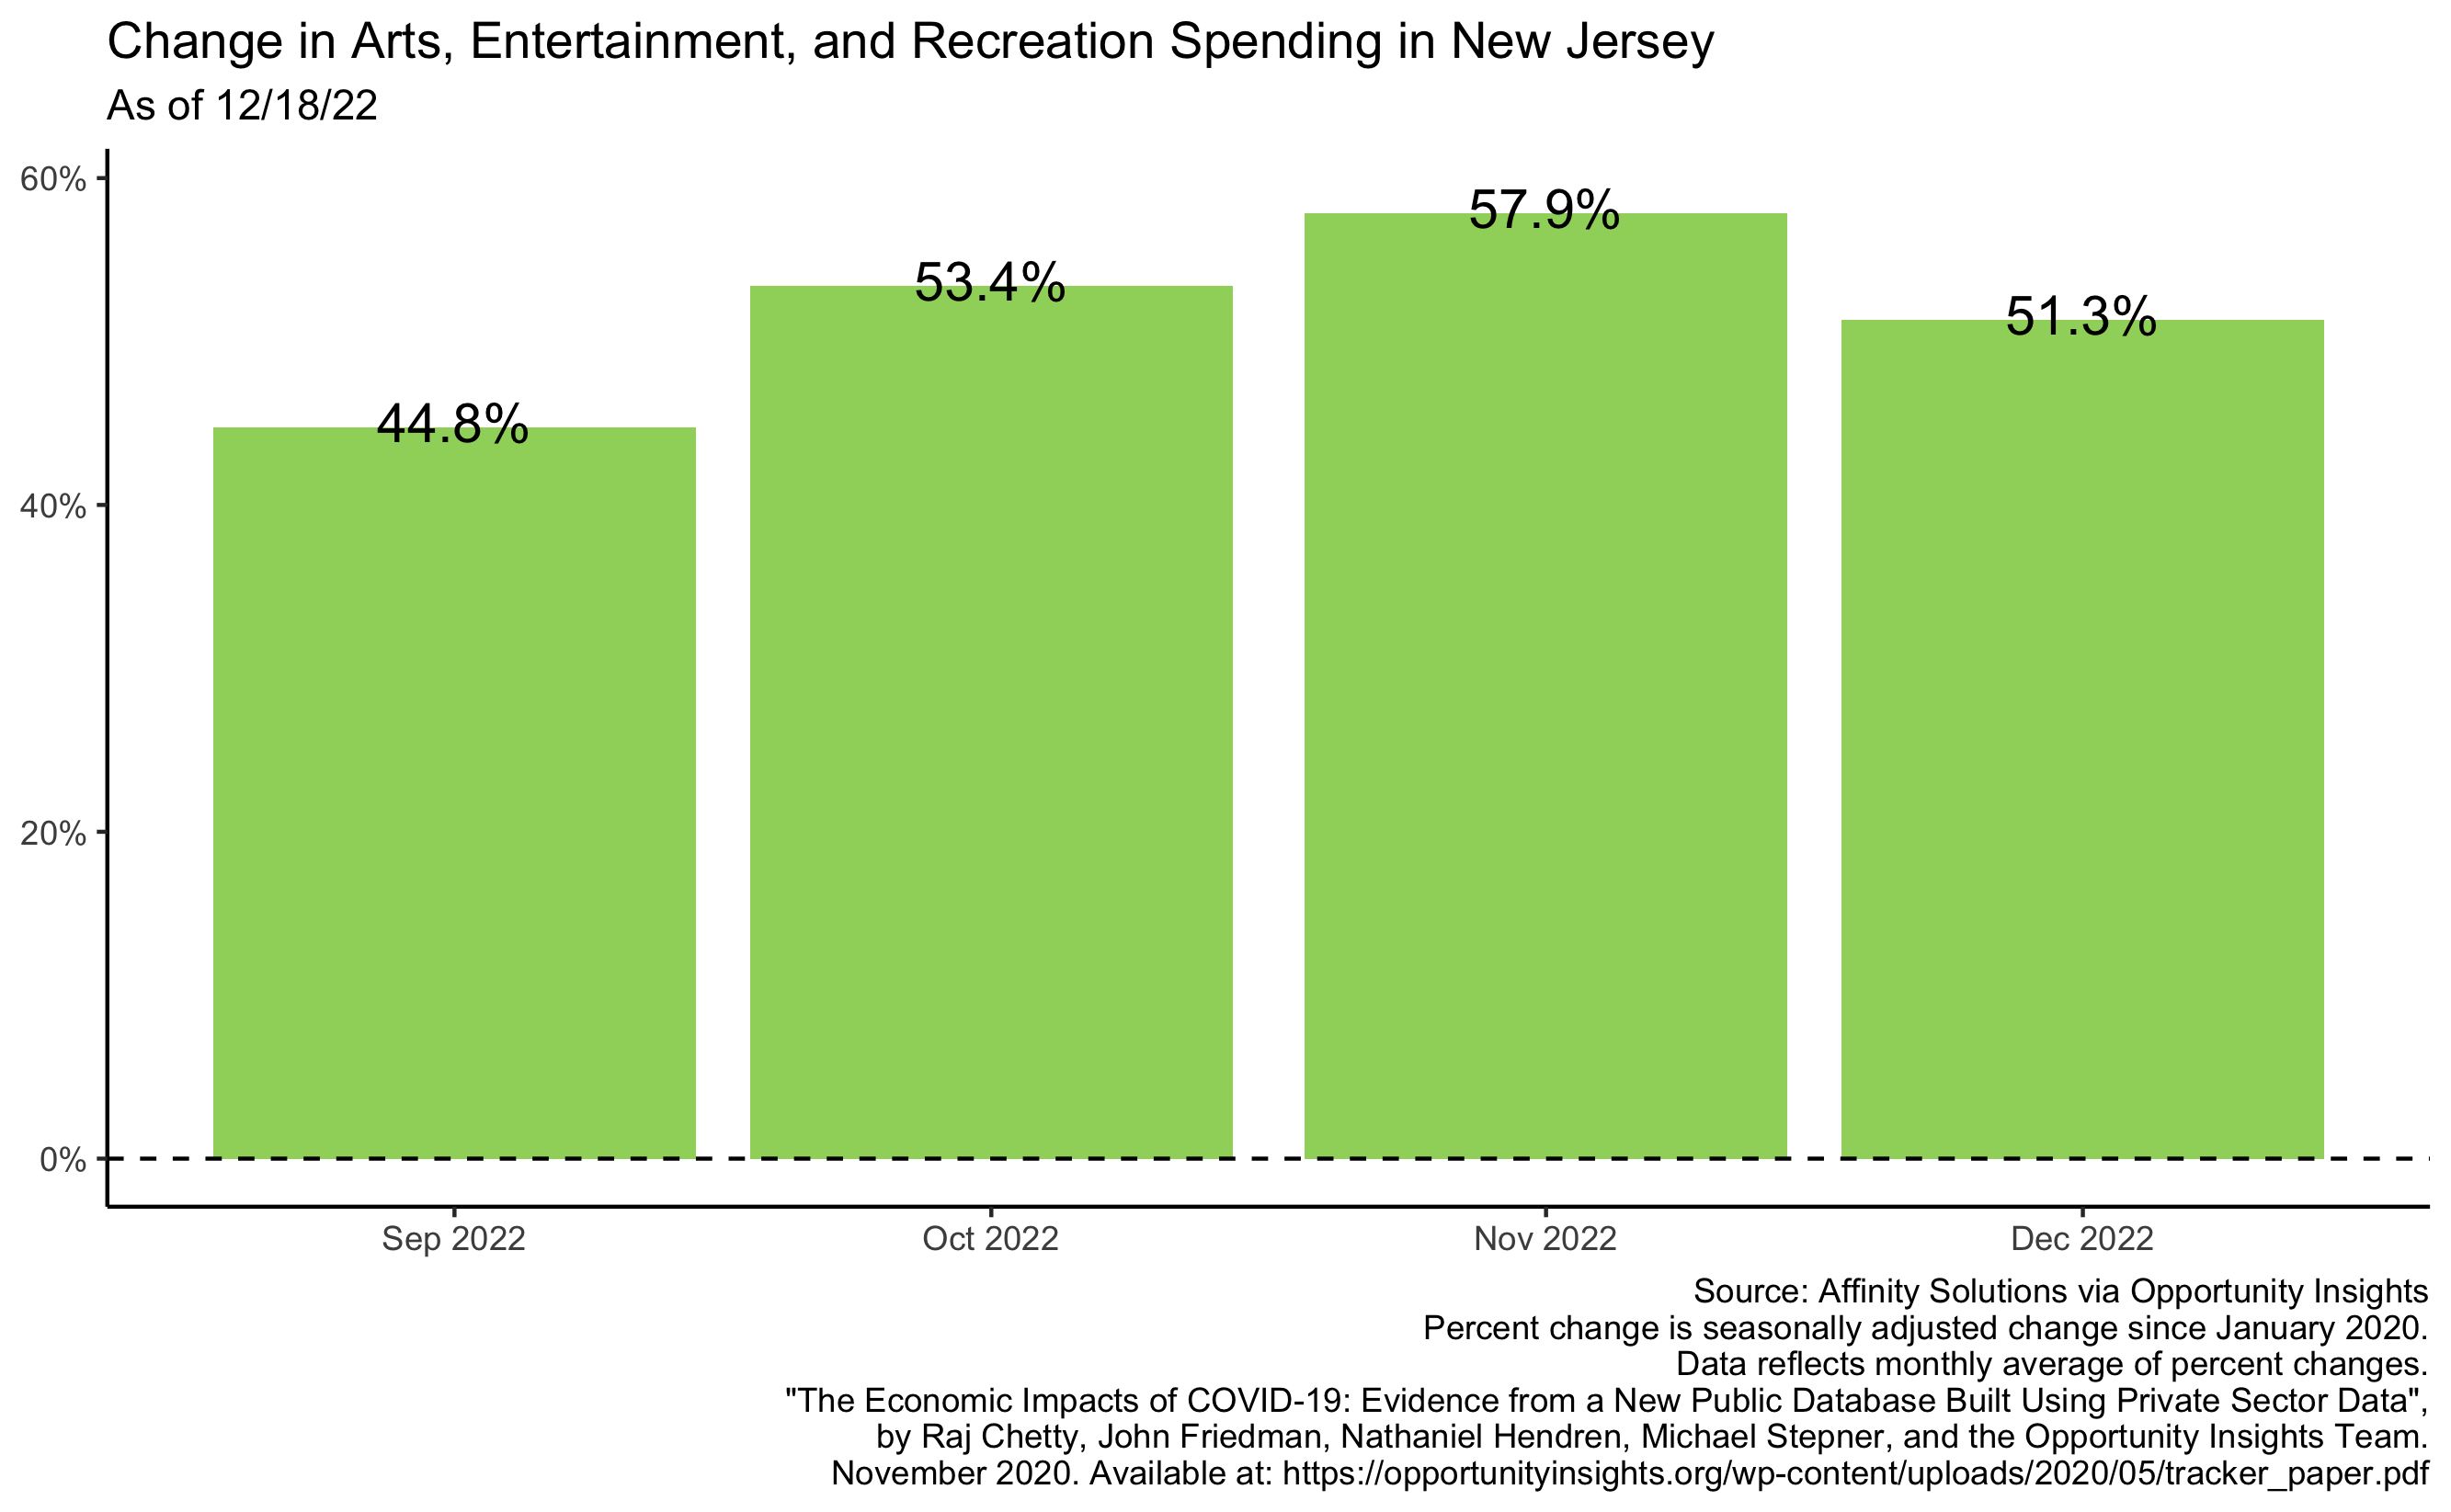 Change in Arts, Entertainment, and Recreation Spending in New Jersey
As of 12/18/22
60%
40%
20%
0%
44.8%
53.4%
57.9%
51.3%
Sep 2022
Oct 2022
Nov 2022
Dec 2022
Source: Affinity Solutions via Opportunity Insights
Percent change is seasonally adjusted change since January 2020.
Data reflects monthly average of percent changes.
"The Economic Impacts of COVID-19: Evidence from a New Public Database Built Using Private Sector Data",
by Raj Chetty, John Friedman, Nathaniel Hendren, Michael Stepner, and the Opportunity Insights Team.
November 2020. Available at: https://opportunityinsights.org/wp-content/uploads/2020/05/tracker_paper.pdf